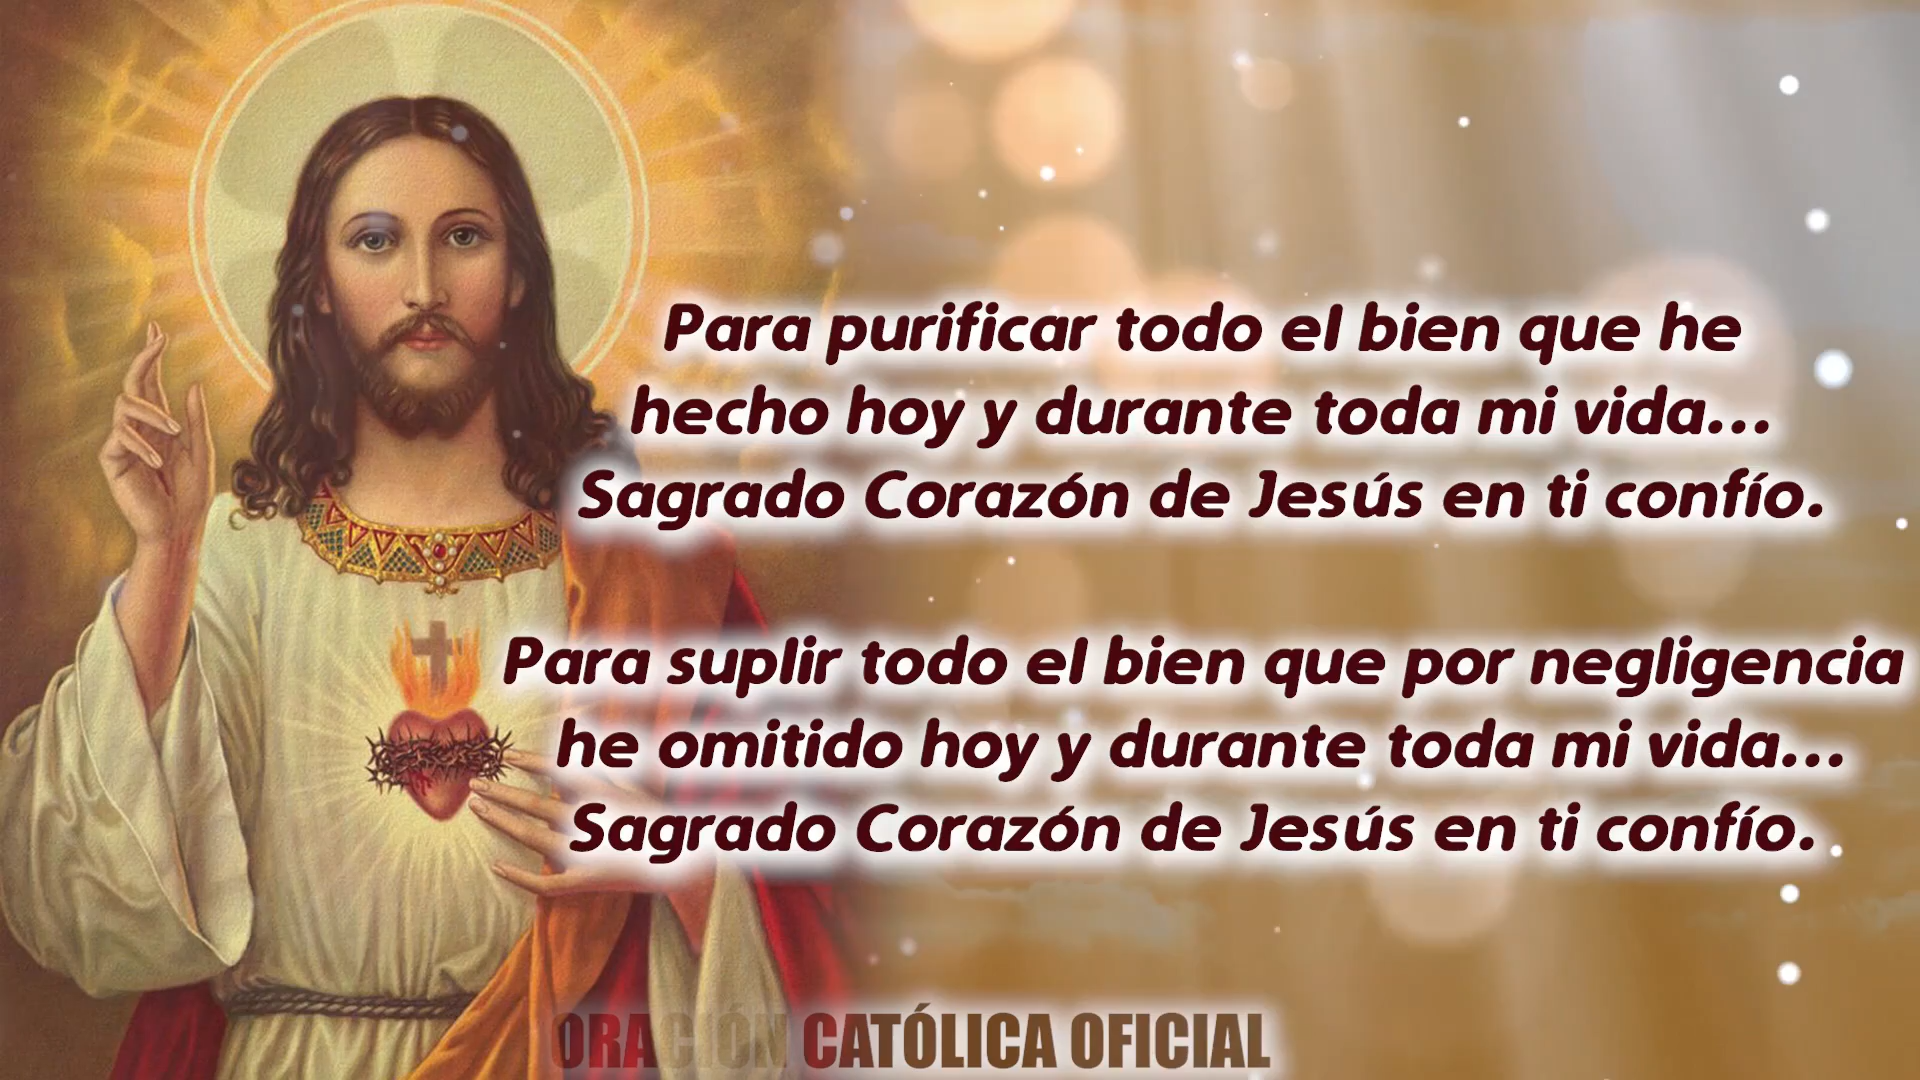 Para purificar todo el bien que he
hecho hoy y durante toda mi vida...
Sagrado Corazón de Jesús en ti confío.
Para suplir todo el bien que por negligencia
he omitido hoy y durante toda mi vida...
Sagrado Corazón de Jesús en ti confío.
ORACIÓN CATÓLICA OFICIAL